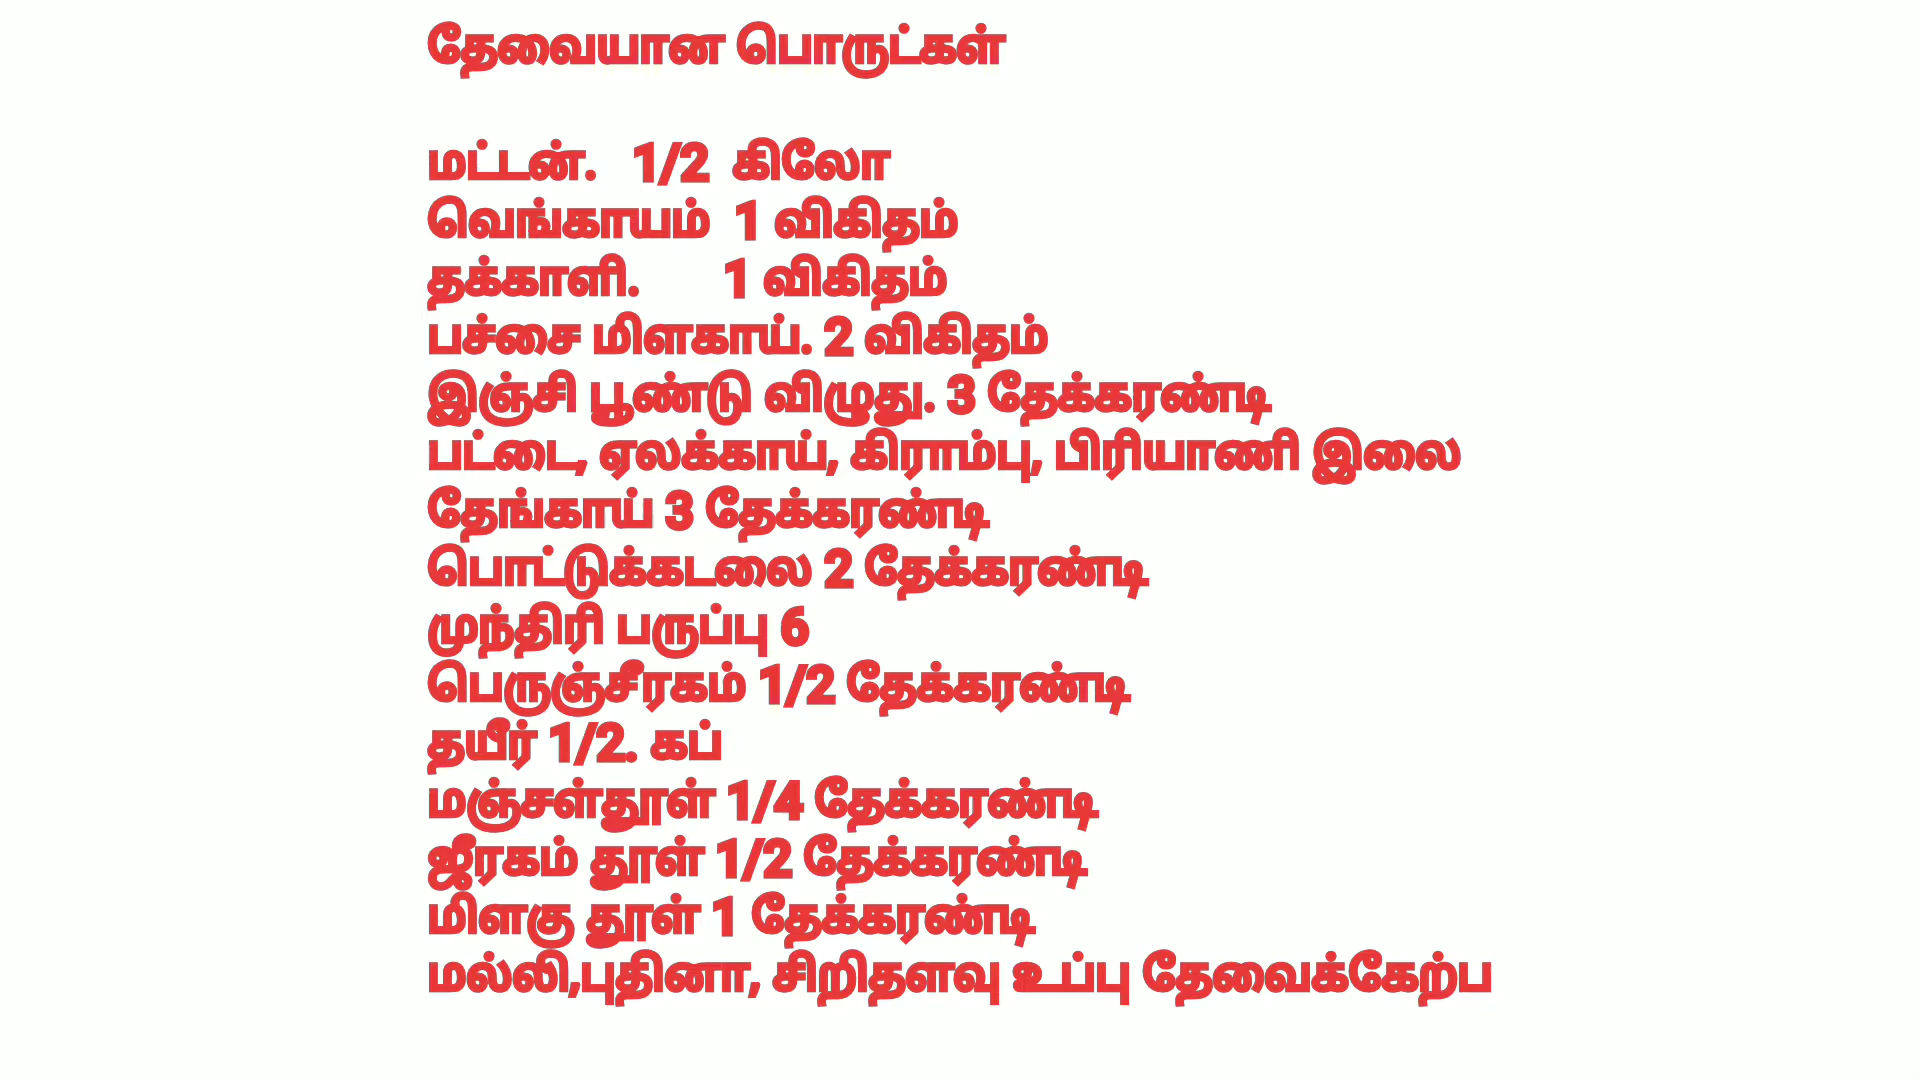 தேவையான பொருட்கள்
மட்டன். 1/2 கிலோ
வெங்காயம் 1 விகிதம்
தக்காளி. 1 விகிதம்
பச்சை மிளகாய். 2 விகிதம்
இஞ்சி பூண்டு விழுது. 3 தேக்கரண்டி
பட்டை, ஏலக்காய், கிராம்பு, பிரியாணி இலை
தேங்காய் 3 தேக்கரண்டி
பொட்டுக்கடலை 2 தேக்கரண்டி
முந்திரி பருப்பு 6
பெருஞ்சீரகம் 1/2 தேக்கரண்டி
தயீர் 1/2. கப்
மஞ்சள்தூள் 1/4 தேக்கரண்டி
ஜீரகம் தூள் 1/2 தேக்கரண்டி
மிளகு தூள் 1 தேக்கரண்டி
மல்லி,புதினா, சிறிதளவு உப்பு தேவைக்கேற்ப